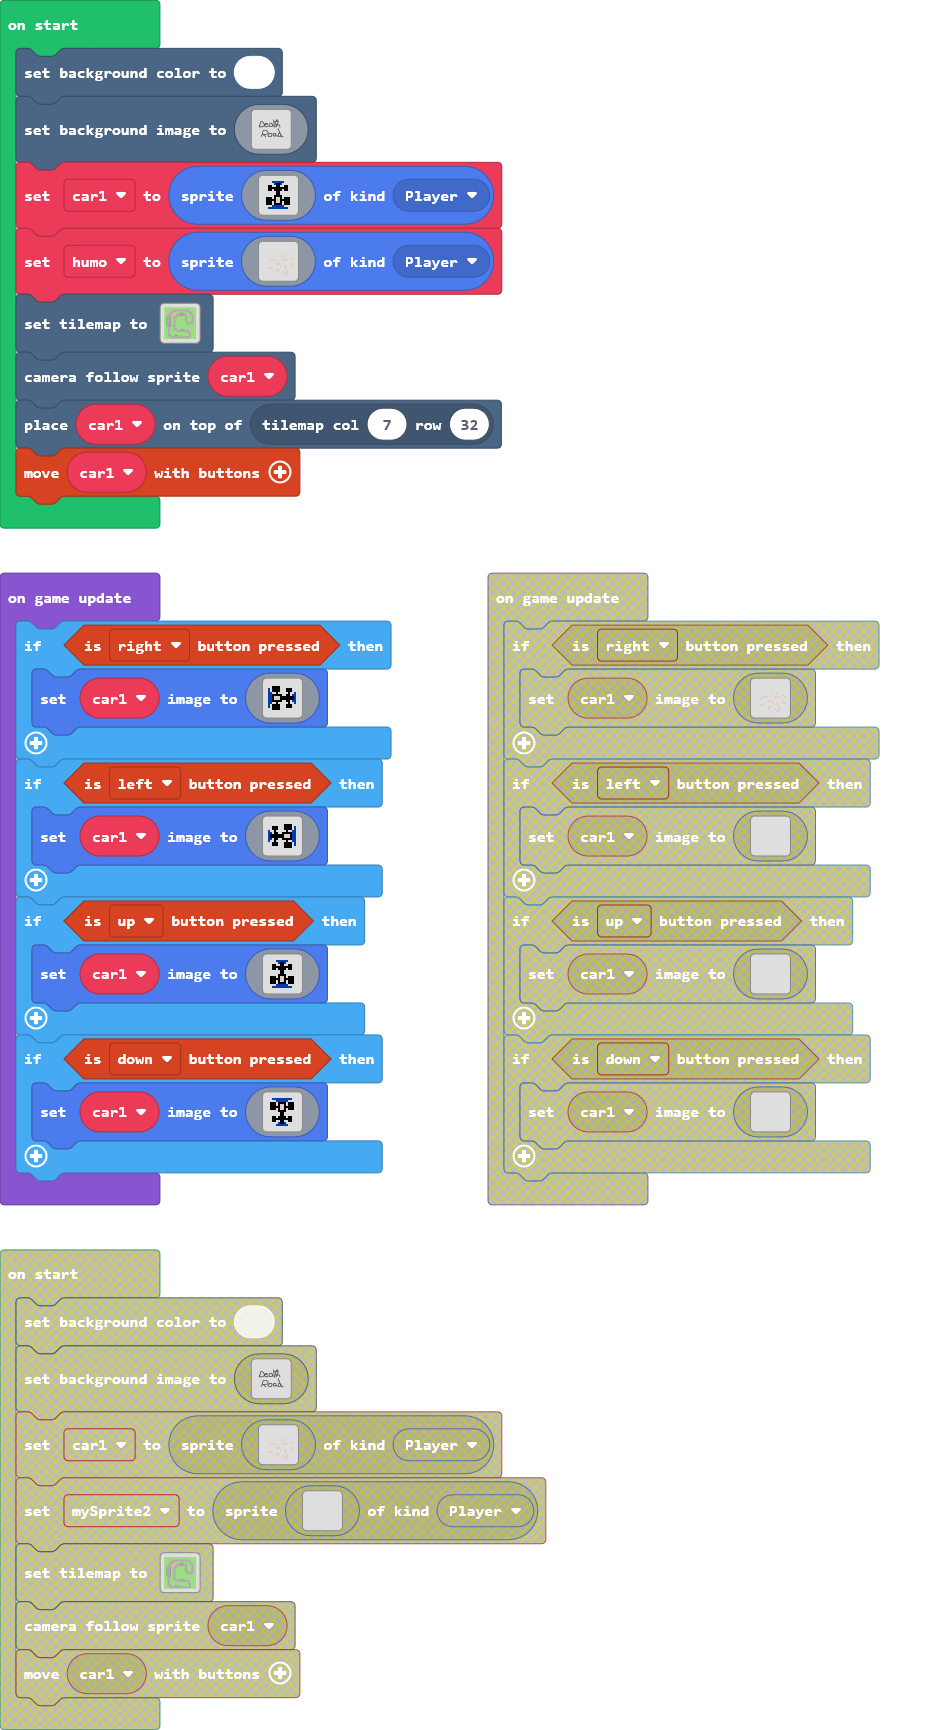 on start
set background color to
set background image to Death Road
set car1 to sprite of kind Player
set humo to sprite of kind Player
set tilemap to
camera follow sprite car1
place car1 on top of tilemap col 7 row 32
move car1 with buttons
on game update
if is right button pressed then
set car1 image to
if is left button pressed then
set car1 image to
if is up button pressed then
set car1 image to
if is down button pressed then
set car1 image to
on game update
if is right button pressed then
set car1 image to
if is left button pressed then
set car1 image to
if is up button pressed then
set car1 image to
if is down button pressed then
set car1 image to
on start
set background color to
set background image to Death Road
set car1 to sprite of kind Player
set mySprite2 to sprite of kind Player
set tilemap to
camera follow sprite car1
move car1 with buttons